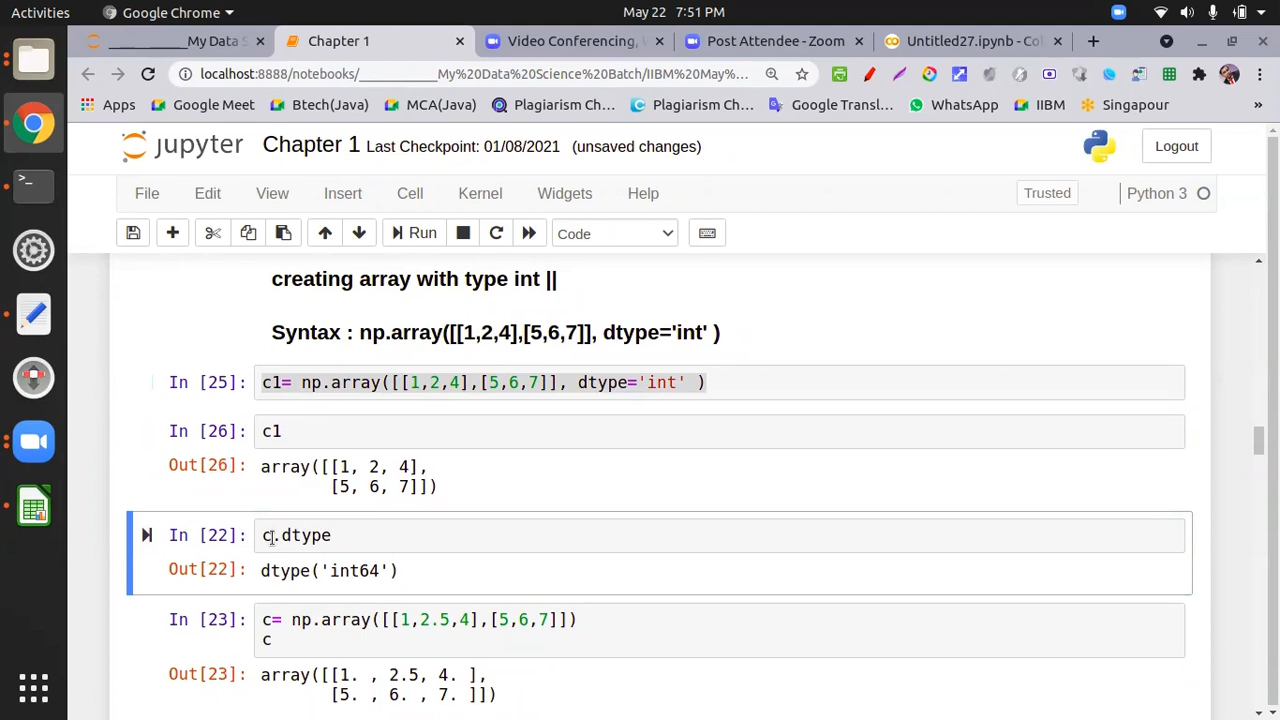 Activities
Google Chrome
May 22 7:51 PM
My Data S
Chapter 1
Video Conferencing, W
Post Attendee - Zoom
Untitled27.ipynb - Col
localhost:8888/notebooks/__________My%20Data%20Science%20Batch/IIBM%20May%...
Apps
Google Meet
Btech(Java)
MCA(Java)
Plagiarism Ch...
Plagiarism Ch...
Google Transl...
WhatsApp
IIBM
Singapour
»
jupyter Chapter 1 Last Checkpoint: 01/08/2021 (unsaved changes)
Logout
File Edit View Insert Cell Kernel Widgets Help
Trusted
Python 3
Run
Code
creating array with type int ||
Syntax : np.array([[1,2,4],[5,6,7]], dtype='int' )
In [25]: c1= np.array([[1,2,4],[5,6,7]], dtype='int' )
In [26]: c1
Out[26]: array([[1, 2, 4],
[5, 6, 7]])
In [22]: c.dtype
Out[22]: dtype('int64')
In [23]: c= np.array([[1,2.5,4],[5,6,7]])
c
Out[23]: array([[1. , 2.5, 4. ],
[5. , 6. , 7. ]])